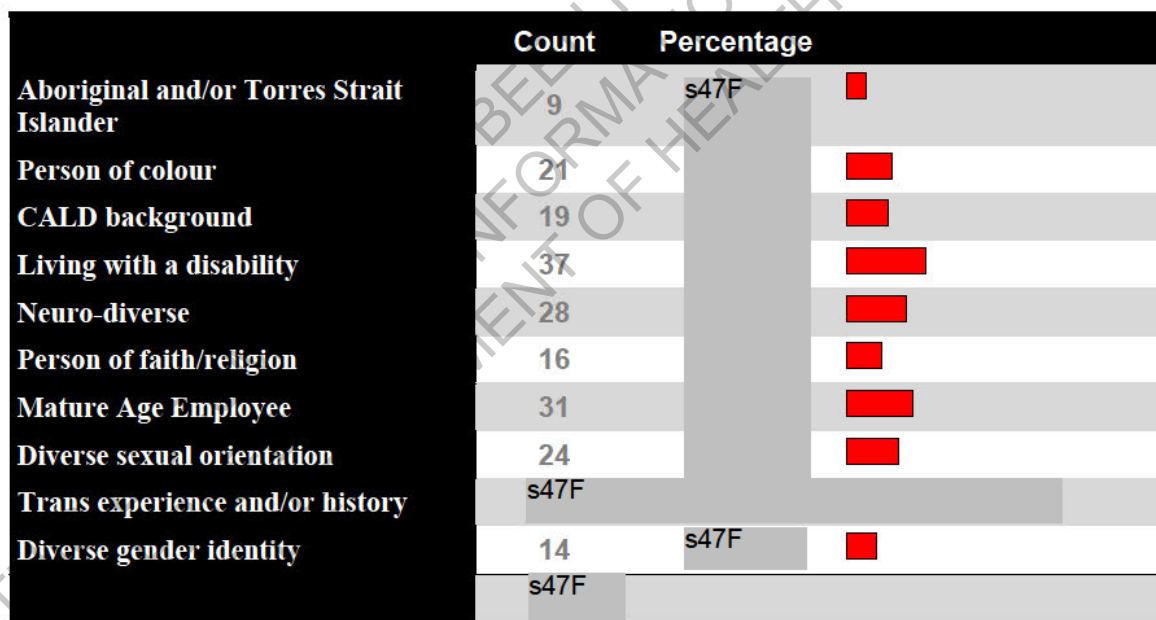 Count Percentage
Aboriginal and/or Torres Strait
Islander
9 s47F
Person of colour 21
CALD background 19
Living with a disability 37
Neuro-diverse 28
Person of faith/religion 16
Mature Age Employee 31
Diverse sexual orientation 24
Trans experience and/or history s47F
Diverse gender identity 14 s47F
s47F